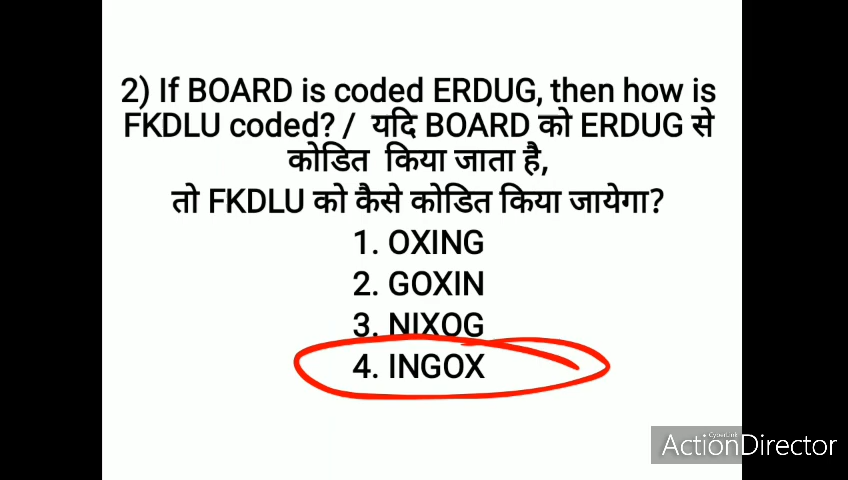 2) If BOARD is coded ERDUG, then how is
FKDLU coded? / यदि BOARD को ERDUG से
कोडित किया जाता है,
तो FKDLU को कैसे कोडित किया जायेगा?
1. OXING
2. GOXIN
3. NIXOG
4. INGOX
CyberLink
ActionDirector